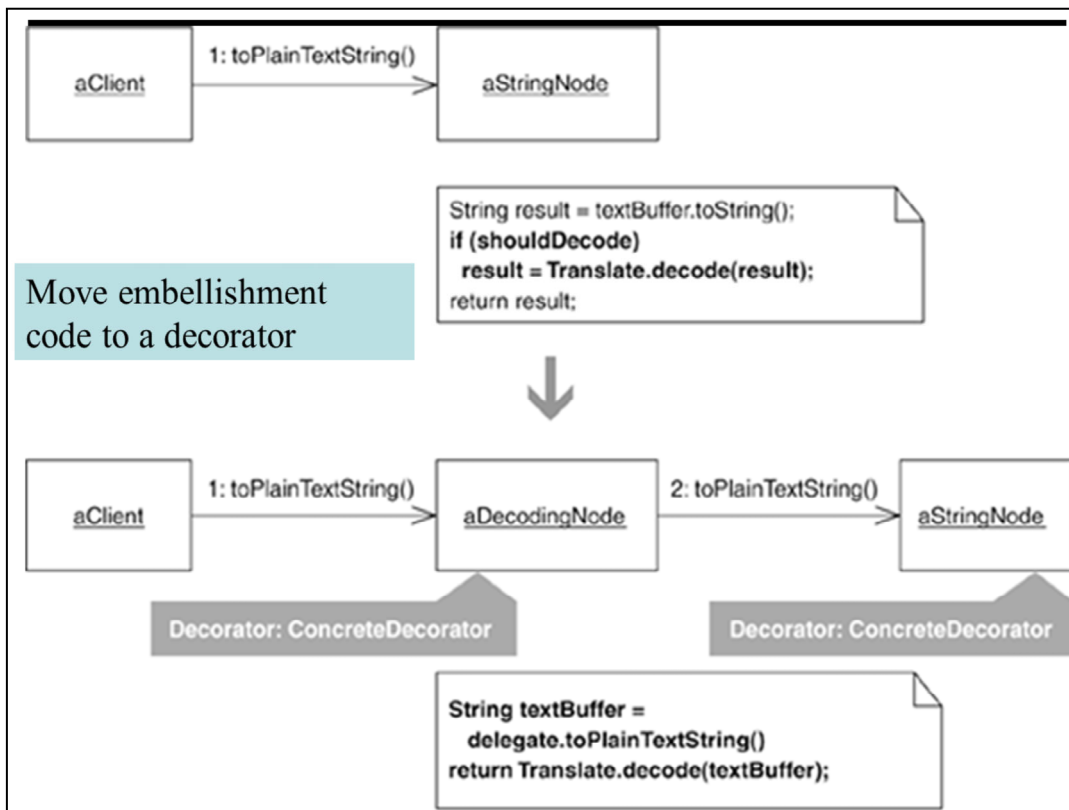 1: toPlainTextString()
aClient
aStringNode
String result = textBuffer.toString();
if (shouldDecode)
result = Translate.decode(result);
return result;
Move embellishment
code to a decorator
1: toPlainTextString()
2: toPlainTextString()
aClient
aDecodingNode
aStringNode
Decorator: ConcreteDecorator
Decorator: ConcreteDecorator
String textBuffer =
delegate.toPlainTextString()
return Translate.decode(textBuffer);